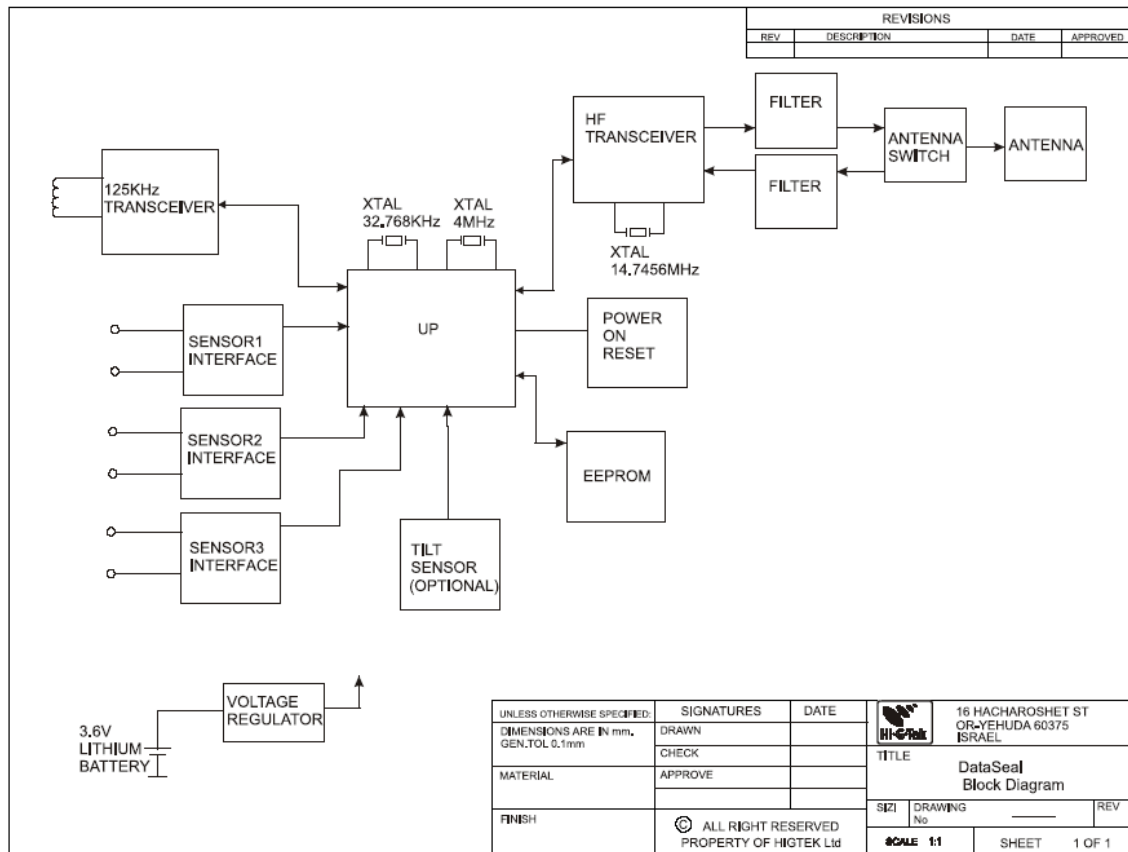 REVISIONS
REV DESCRIPTION DATE APPROVED
HF
TRANSCEIVER
FILTER
FILTER
ANTENNA
SWITCH
ANTENNA
XTAL
14.7456MHz
125KHz
TRANSCEIVER
XTAL
32.768KHz
XTAL
4MHz
UP
POWER
ON
RESET
SENSOR1
INTERFACE
SENSOR2
INTERFACE
SENSOR3
INTERFACE
EEPROM
TILT
SENSOR
(OPTIONAL)
VOLTAGE
REGULATOR
3.6V
LITHIUM
BATTERY
UNLESS OTHERWISE SPECIFIED:
DIMENSIONS ARE IN mm.
GEN.TOL 0.1mm
MATERIAL
FINISH
SIGNATURES DATE
DRAWN
CHECK
APPROVE
© ALL RIGHT RESERVED
PROPERTY OF HIGTEK Ltd
Hi-G-Tek
16 HACHAROSHET ST
OR-YEHUDA 60375
ISRAEL
TITLE
DataSeal
Block Diagram
SIZI DRAWING No REV
SCALE 1:1 SHEET 1 OF 1